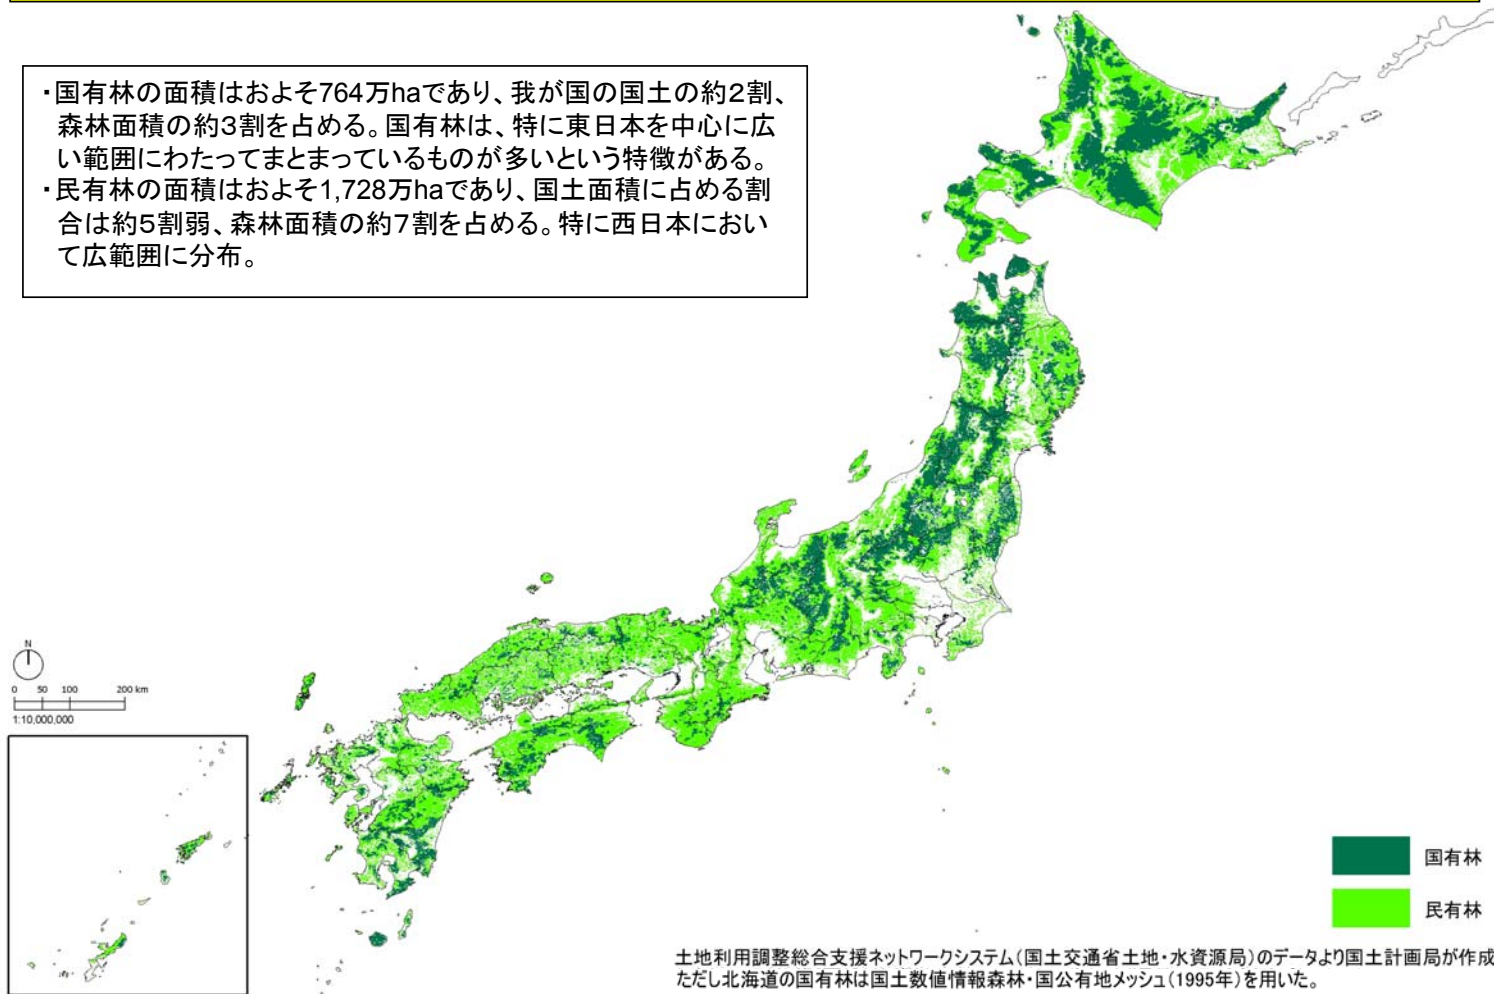 ・国有林の面積はおよそ764万haであり、我が国の国土の約2割、
森林面積の約3割を占める。国有林は、特に東日本を中心に広
い範囲にわたってまとまっているものが多いという特徴がある。
・民有林の面積はおよそ1,728万haであり、国土面積に占める割
合は約5割弱、森林面積の約7割を占める。特に西日本におい
て広範囲に分布。
N
0 50 100 200 km
1:10,000,000
国有林
民有林
土地利用調整総合支援ネットワークシステム(国土交通省土地・水資源局)のデータより国土計画局が作成
ただし北海道の国有林は国土数値情報森林・国公有地メッシュ(1995年)を用いた。